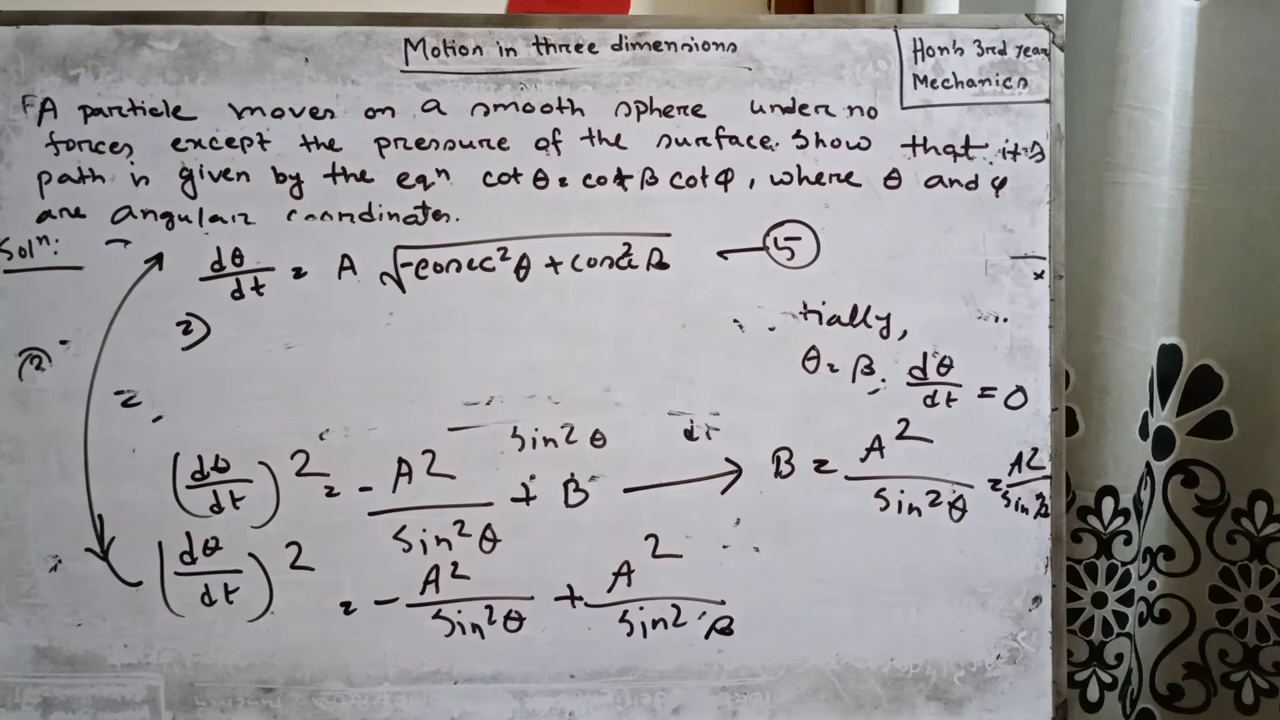 Motion in three dimensions
Hon's 3rd year
Mechanics
A particle moves on a smooth sphere under no
forces except the pressure of the surface. Show that it's
path is given by the eqⁿ cot θ = cot β cot φ, where θ and φ
are angular coordinates.
Solⁿ:
dθ/dt = A √(-cosec²θ + cosec²β) ← (5)
tially,
θ = β, dθ/dt = 0
sin²θ
(dθ/dt)² = - A²/sin²θ + B → B = A²/sin²θ = A²/sin²β
(dθ/dt)² = - A²/sin²θ + A²/sin²β